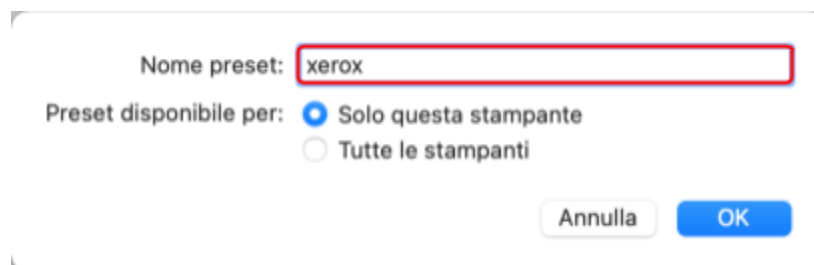 Nome preset: xerox
Preset disponibile per: Solo questa stampante
Tutte le stampanti
Annulla OK